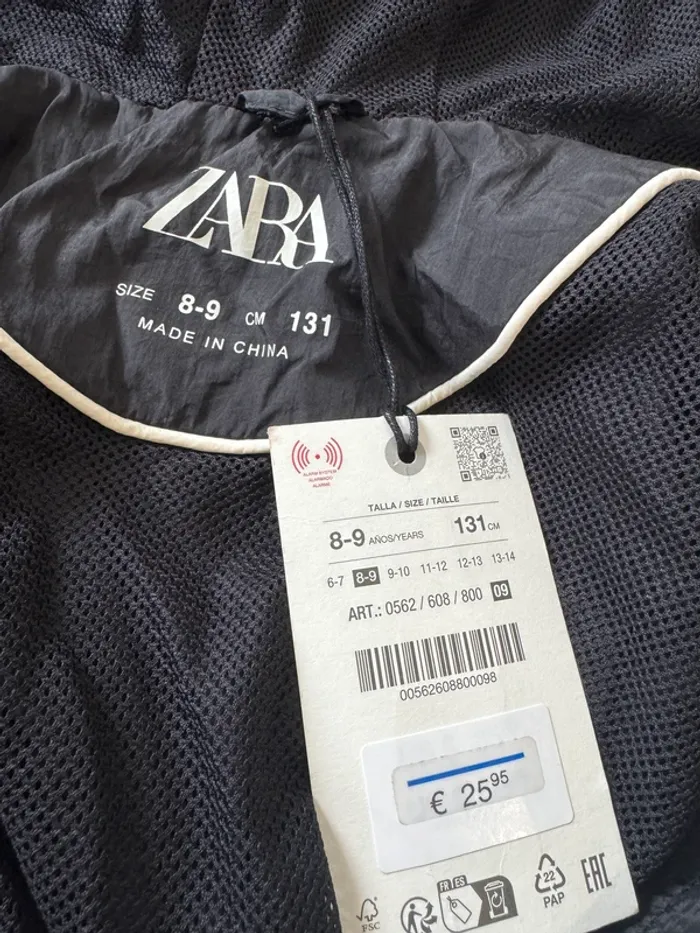 ZARA
SIZE 8-9 CM 131
MADE IN CHINA
ALARM SYSTEM
ALARMADO
ALARME
TALLA / SIZE / TAILLE
8-9 AÑOS/YEARS 131 CM
6-7 8-9 9-10 11-12 12-13 13-14
ART.: 0562 / 608 / 800 09
00562608800098
€ 25 95
FSC
FR ES
22
PAP
EAC